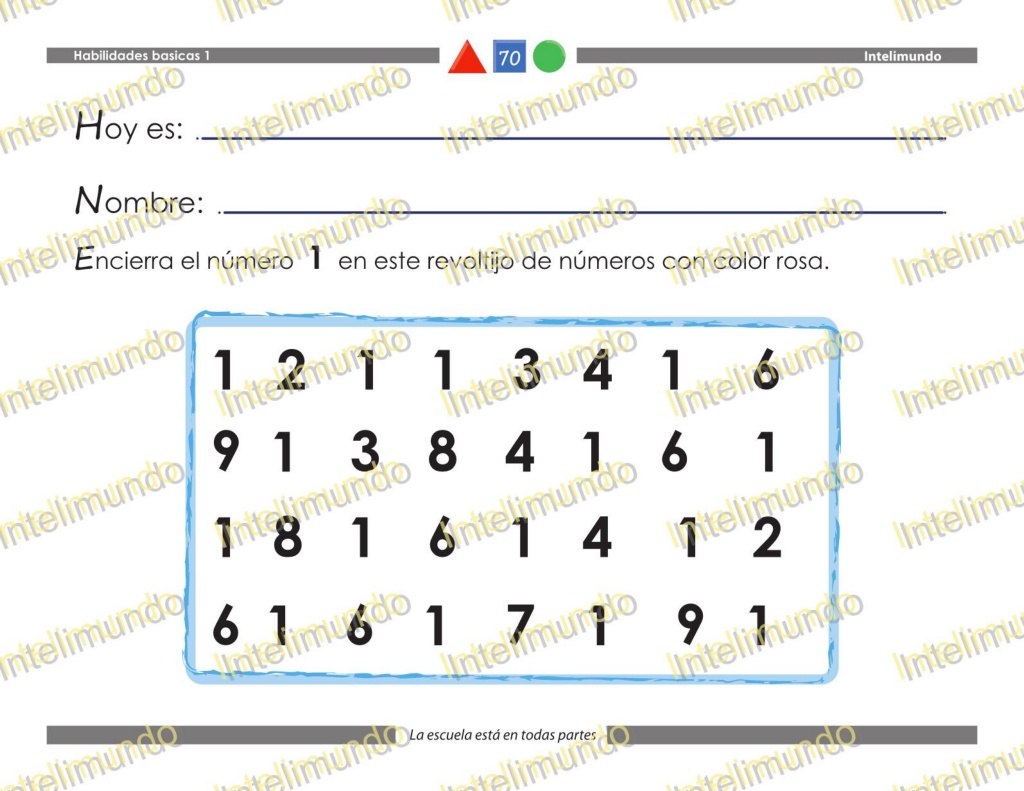 Habilidades basicas 1 70 Intelimundo
Hoy es:
Nombre:
Encierra el número 1 en este revoltijo de números con color rosa.
1 2 1 1 3 4 1 6
9 1 3 8 4 1 6 1
1 8 1 6 1 4 1 2
6 1 6 1 7 1 9 1
La escuela está en todas partes
Intelimundo